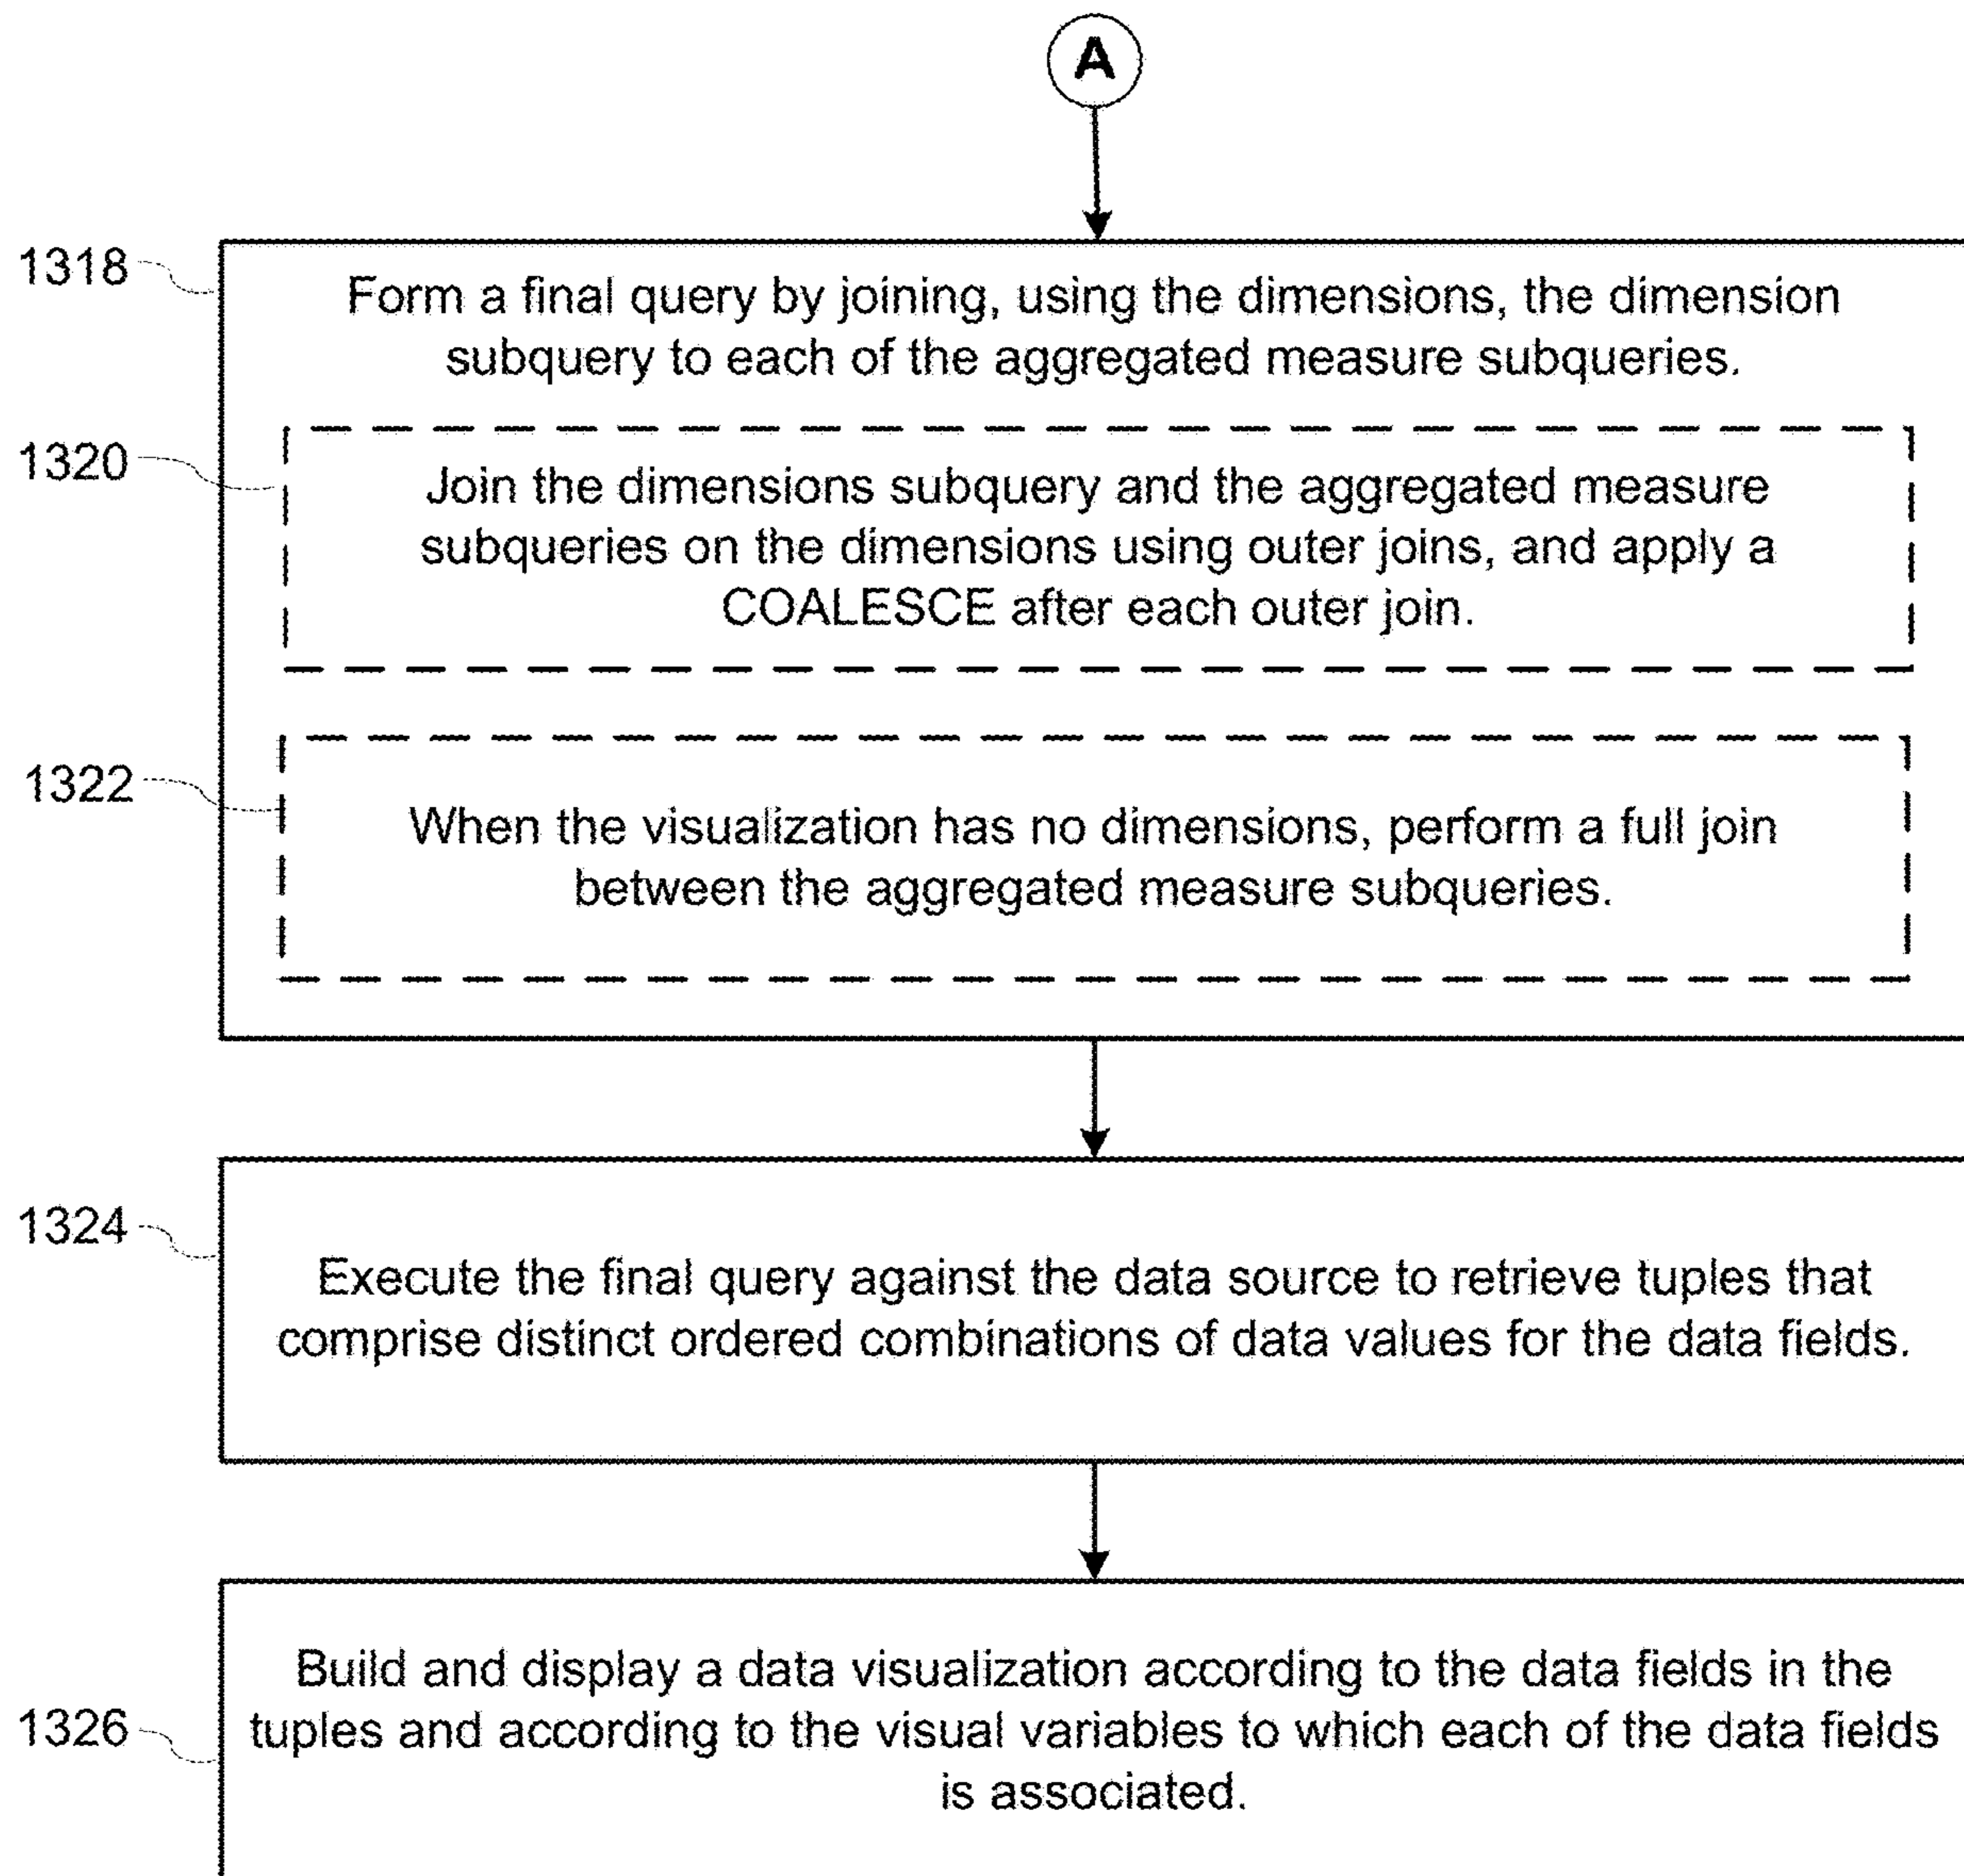 A
1318
Form a final query by joining, using the dimensions, the dimension
subquery to each of the aggregated measure subqueries.
1320
Join the dimensions subquery and the aggregated measure
subqueries on the dimensions using outer joins, and apply a
COALESCE after each outer join.
1322
When the visualization has no dimensions, perform a full join
between the aggregated measure subqueries.
1324
Execute the final query against the data source to retrieve tuples that
comprise distinct ordered combinations of data values for the data fields.
1326
Build and display a data visualization according to the data fields in the
tuples and according to the visual variables to which each of the data fields
is associated.